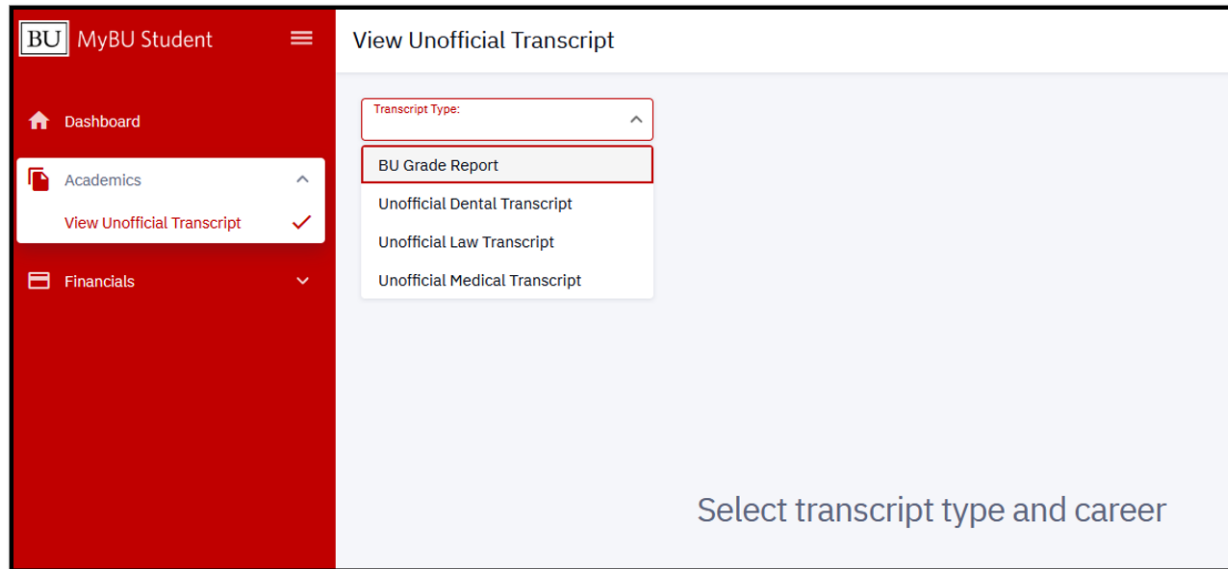 BU MyBU Student
Dashboard
Academics
View Unofficial Transcript
Financials
View Unofficial Transcript
Transcript Type:
BU Grade Report
Unofficial Dental Transcript
Unofficial Law Transcript
Unofficial Medical Transcript
Select transcript type and career